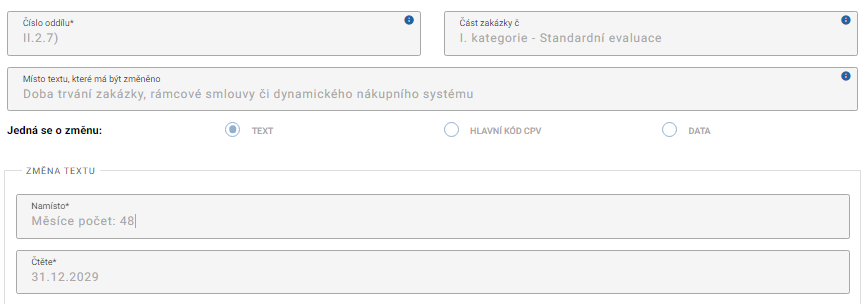 Číslo oddílu*
II.2.7)
Část zakázky č
I. kategorie - Standardní evaluace
Místo textu, které má být změněno
Doba trvání zakázky, rámcové smlouvy či dynamického nákupního systému
Jedná se o změnu:
TEXT
HLAVNÍ KÓD CPV
DATA
ZMĚNA TEXTU
Namísto*
Měsíce počet: 48
Čtěte*
31.12.2029